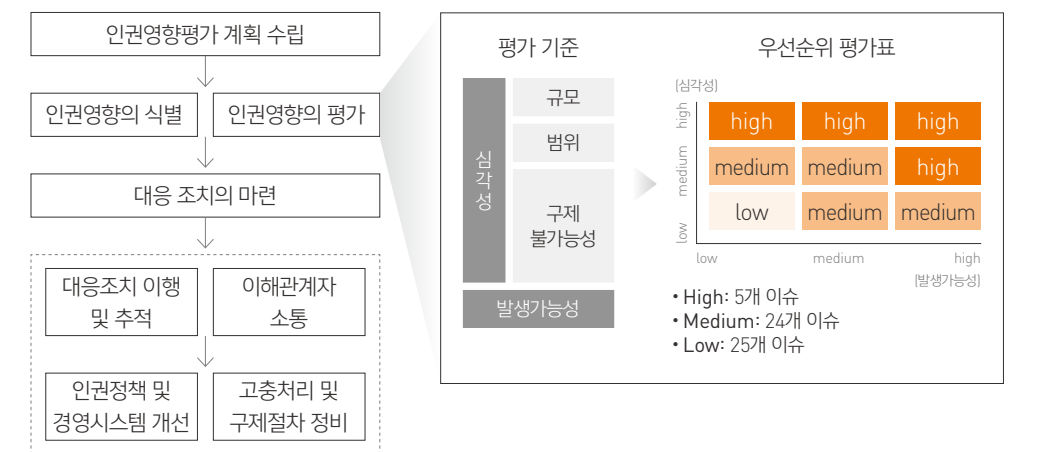 인권영향평가 계획 수립
인권영향의 식별
인권영향의 평가
대응 조치의 마련
대응조치 이행
및 추적
이해관계자
소통
인권정책 및
경영시스템 개선
고충처리 및
구제절차 정비
평가 기준
심각성
규모
범위
구제
불가능성
발생가능성
우선순위 평가표
(심각성)
high
high high high
medium
medium medium high
low
low medium medium
low medium high
(발생가능성)
• High: 5개 이슈
• Medium: 24개 이슈
• Low: 25개 이슈